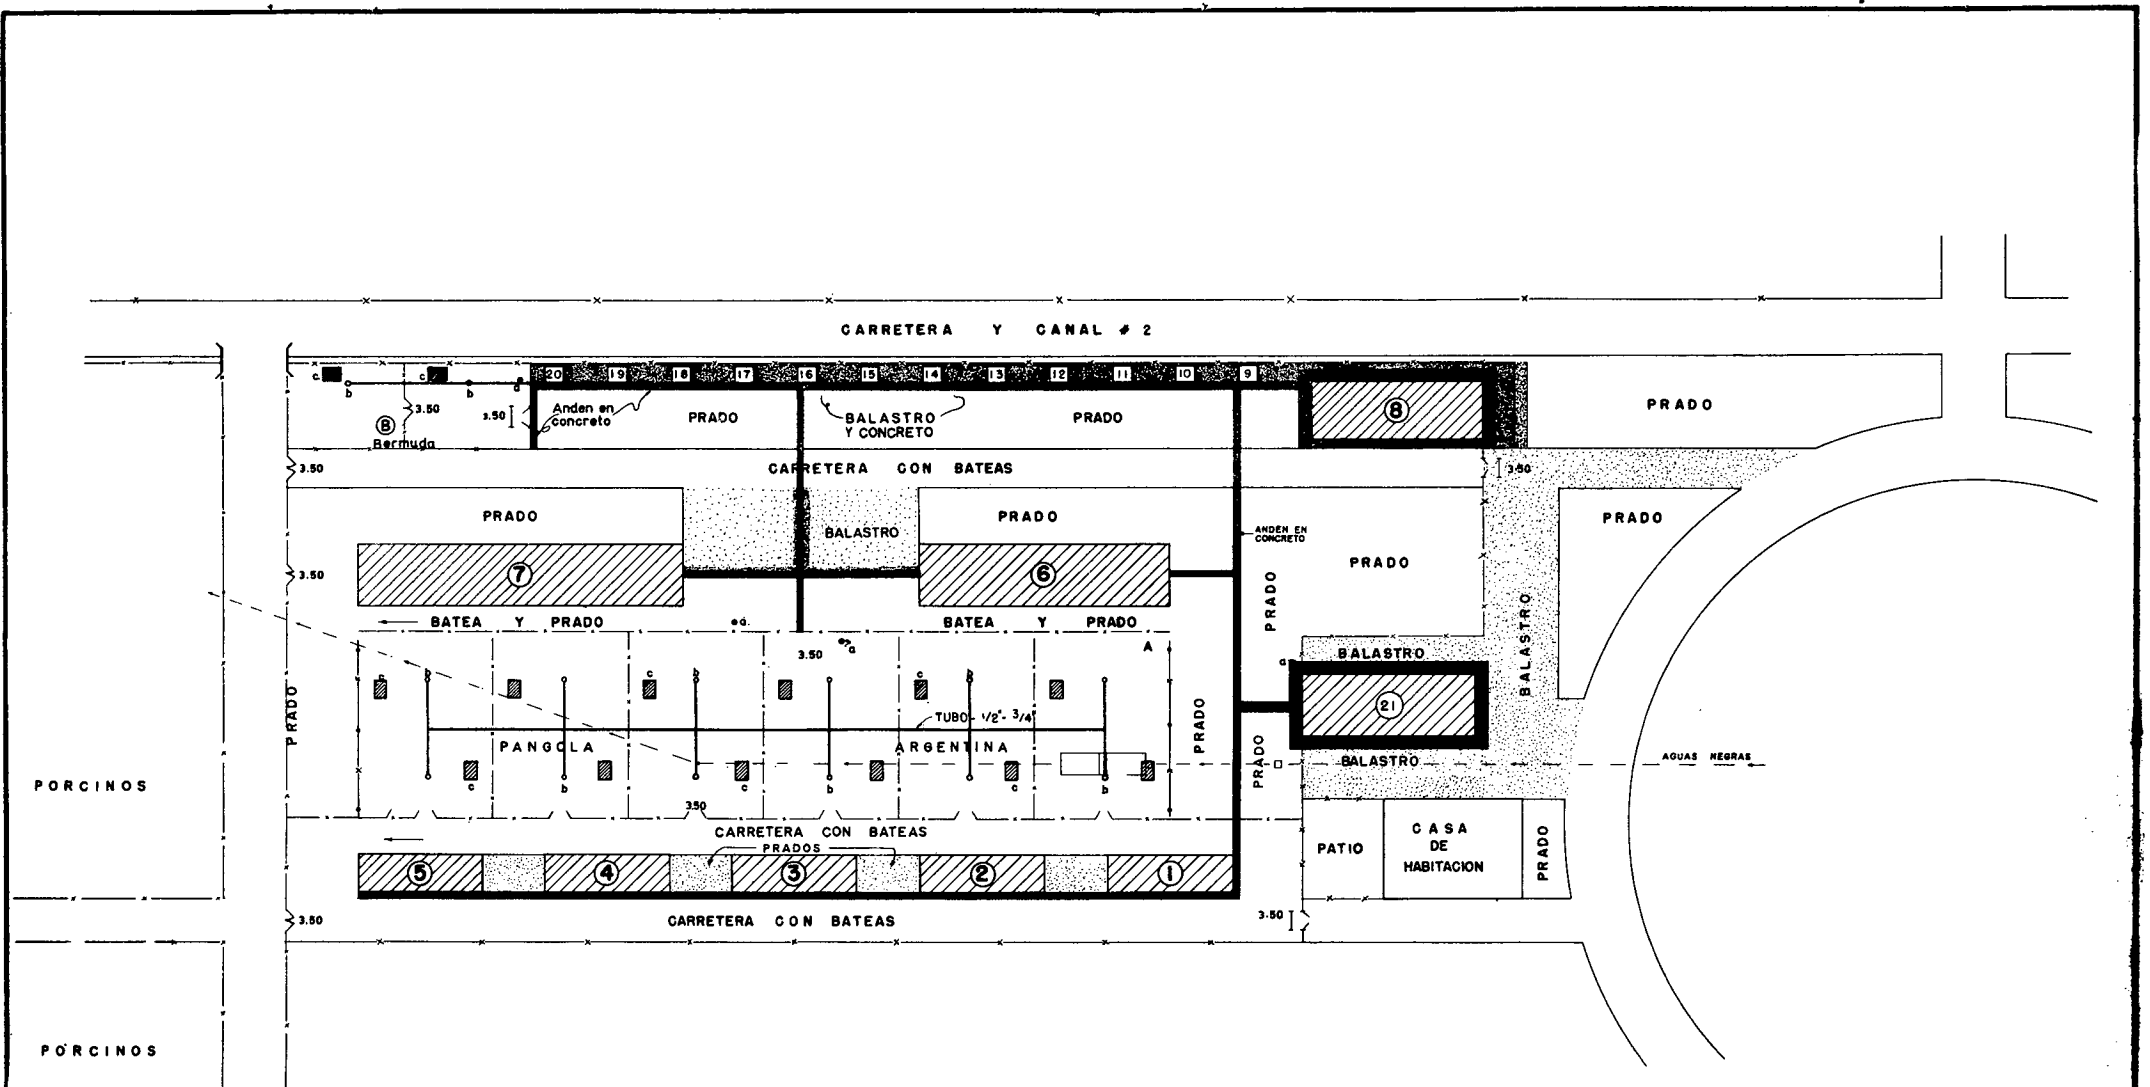 CARRETERA Y CANAL # 2
20 19 18 17 16 15 14 13 12 11 10 9
c
c
b
b
a
3.50
3.50
Anden en
concreto
PRADO
BALASTRO
Y CONCRETO
PRADO
8
PRADO
B
Bermuda
3.50
CARRETERA CON BATEAS
3.50
PRADO
BALASTRO
PRADO
ANDEN EN
CONCRETO
PRADO
PRADO
3.50
7
6
PRADO
BALASTRO
BATEA Y PRADO
a.
BATEA Y PRADO
3.50
a
A
BALASTRO
a
c
b
c
b
c
b
PRADO
TUBO - 1/2" - 3/4"
PRADO
21
PANGOLA
ARGENTINA
PRADO
BALASTRO
AGUAS NEGRAS
PORCINOS
c
b
c
b
c
b
3.50
CARRETERA CON BATEAS
PRADOS
PATIO
CASA
DE
HABITACION
PRADO
5
4
3
2
1
3.50
CARRETERA CON BATEAS
3.50
PORCINOS